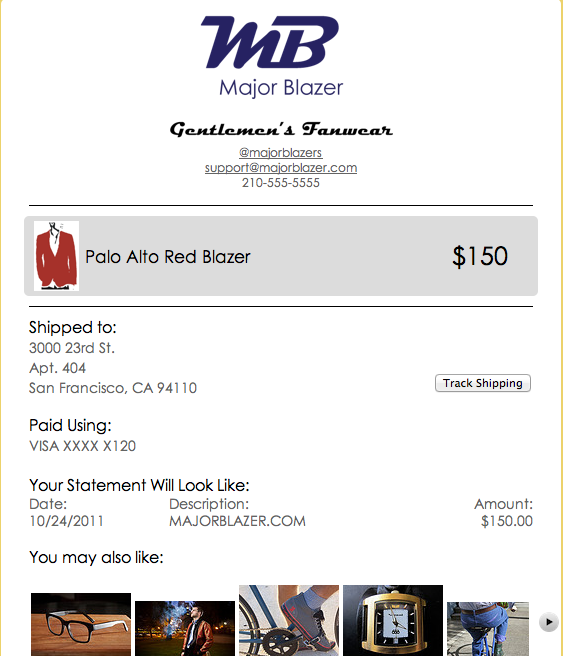 MB
Major Blazer
Gentlemen's Fanwear
@majorblazers
support@majorblazer.com
210-555-5555
Palo Alto Red Blazer $150
Shipped to:
3000 23rd St.
Apt. 404
San Francisco, CA 94110
Track Shipping
Paid Using:
VISA XXXX X120
Your Statement Will Look Like:
Date: Description: Amount:
10/24/2011 MAJORBLAZER.COM $150.00
You may also like: